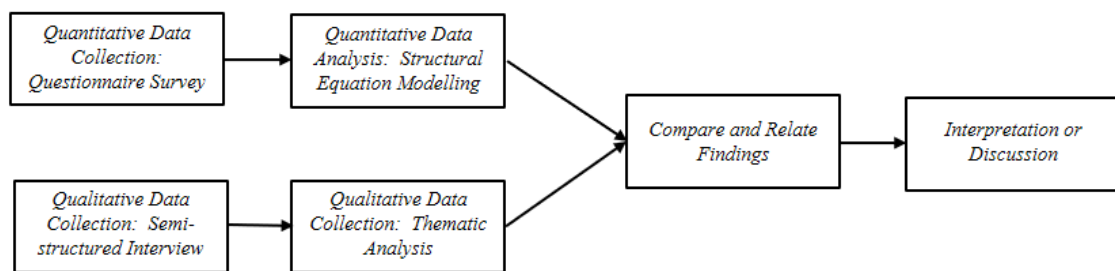 Quantitative Data
Collection:
Questionnaire Survey
Quantitative Data
Analysis: Structural
Equation Modelling
Compare and Relate
Findings
Interpretation or
Discussion
Qualitative Data
Collection: Semi-
structured Interview
Qualitative Data
Collection: Thematic
Analysis